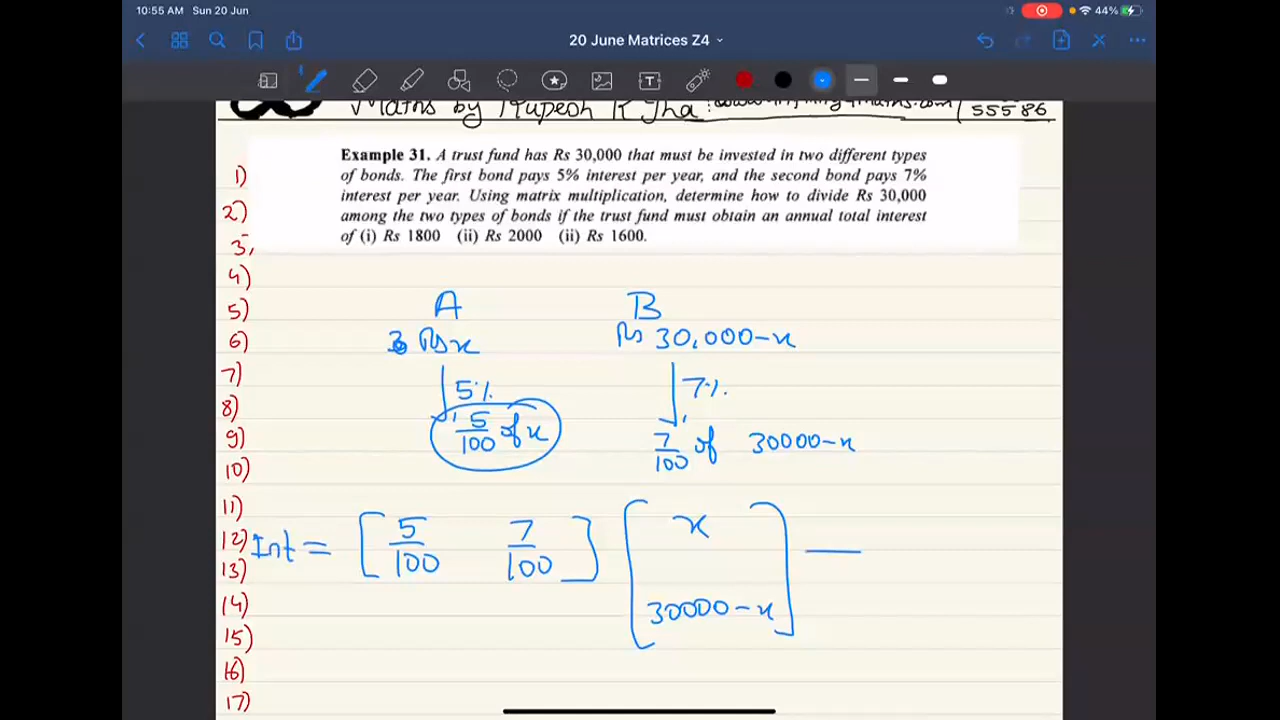 10:55 AM Sun 20 Jun
44%
20 June Matrices Z4
Maths by Rupesh K Jha
55586
Example 31. A trust fund has Rs 30,000 that must be invested in two different types
of bonds. The first bond pays 5% interest per year, and the second bond pays 7%
interest per year. Using matrix multiplication, determine how to divide Rs 30,000
among the two types of bonds if the trust fund must obtain an annual total interest
of (i) Rs 1800 (ii) Rs 2000 (ii) Rs 1600.
1)
2)
3,
4)
5)
6)
7)
8)
9)
10)
11)
12)
13)
14)
15)
16)
17)
A B
Rs x Rs 30,000-x
5% 7%
5/100 of x 7/100 of 30000-x
Int = [5/100 7/100] [x
30000-x] —